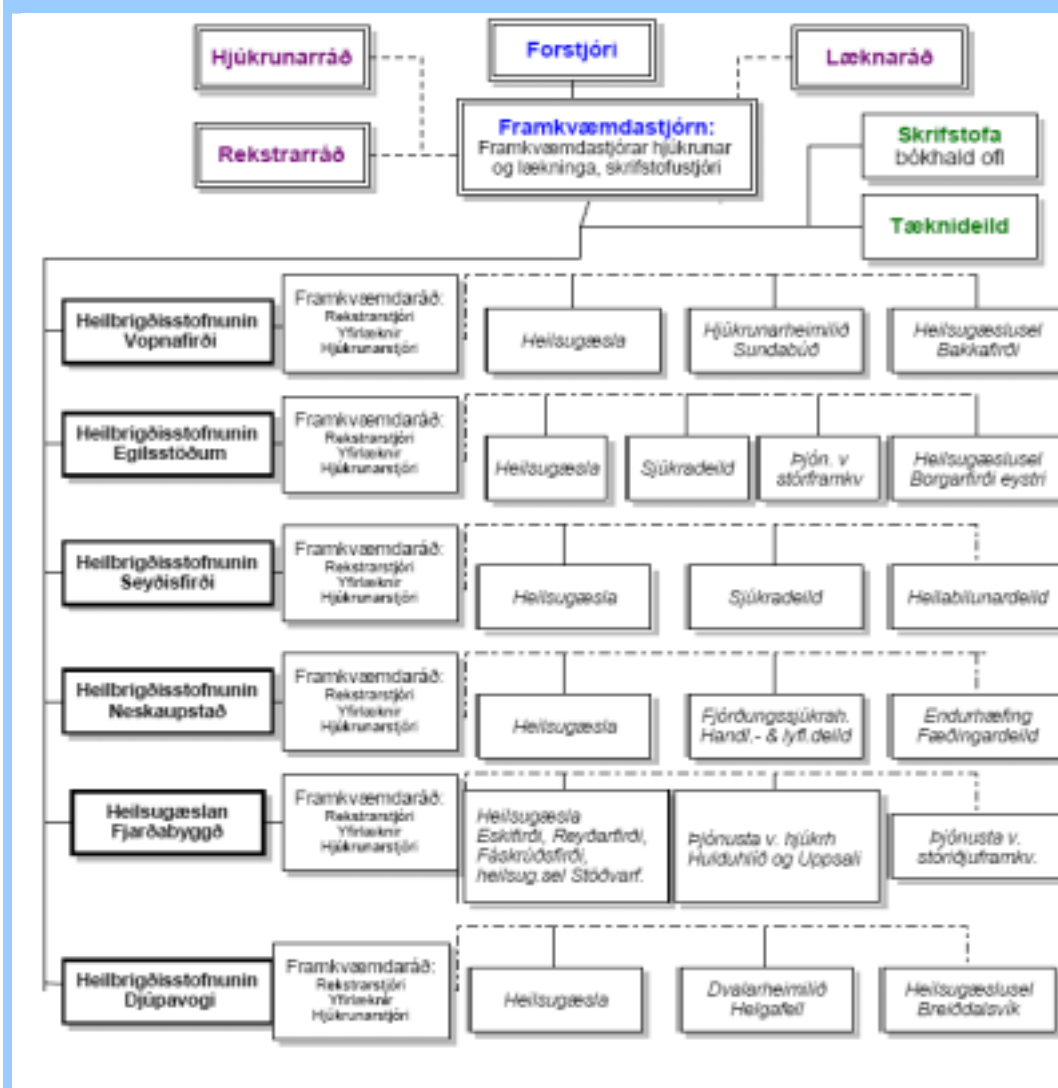 Hjúkrunarráð
Forstjóri
Læknaráð
Rekstrarráð
Framkvæmdastjórn:
Framkvæmdastjórar hjúkrunar
og lækninga, skrifstofustjóri
Skrifstofa
bókhald ofl
Tæknideild
Heilbrigðisstofnunin
Vopnafirði
Framkvæmdaráð:
Rekstrarstjóri
Yfirlæknir
Hjúkrunarstjóri
Heilsugæsla
Hjúkrunarheimilið
Sundabúð
Heilsugæslusel
Bakkafirði
Heilbrigðisstofnunin
Egilsstöðum
Framkvæmdaráð:
Rekstrarstjóri
Yfirlæknir
Hjúkrunarstjóri
Heilsugæsla
Sjúkradeild
Þjón. v
stórframkv
Heilsugæslusel
Borgarfirði eystri
Heilbrigðisstofnunin
Seyðisfirði
Framkvæmdaráð:
Rekstrarstjóri
Yfirlæknir
Hjúkrunarstjóri
Heilsugæsla
Sjúkradeild
Heilabilunardeild
Heilbrigðisstofnunin
Neskaupstað
Framkvæmdaráð:
Rekstrarstjóri
Yfirlæknir
Hjúkrunarstjóri
Heilsugæsla
Fjórðungssjúkrah.
Handl.- & lyfl.deild
Endurhæfing
Fæðingardeild
Heilsugæslan
Fjarðabyggð
Framkvæmdaráð:
Rekstrarstjóri
Yfirlæknir
Hjúkrunarstjóri
Heilsugæsla
Eskifirði, Reyðarfirði,
Fáskrúðsfirði,
heilsug.sel Stöðvarf.
Þjónusta v. hjúkrh
Hulduhlíð og Uppsali
Þjónusta v.
stóriðjuframkv.
Heilbrigðisstofnunin
Djúpavogi
Framkvæmdaráð:
Rekstrarstjóri
Yfirlæknir
Hjúkrunarstjóri
Heilsugæsla
Dvalarheimilið
Helgafell
Heilsugæslusel
Breiðdalsvík